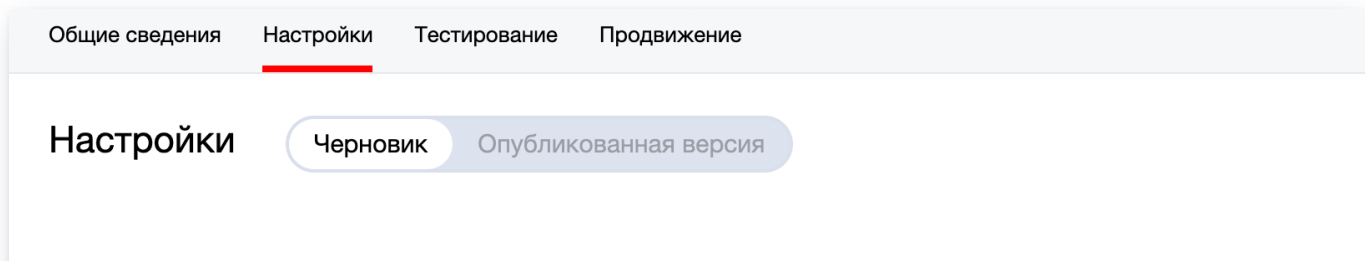 Общие сведения Настройки Тестирование Продвижение
Настройки Черновик Опубликованная версия